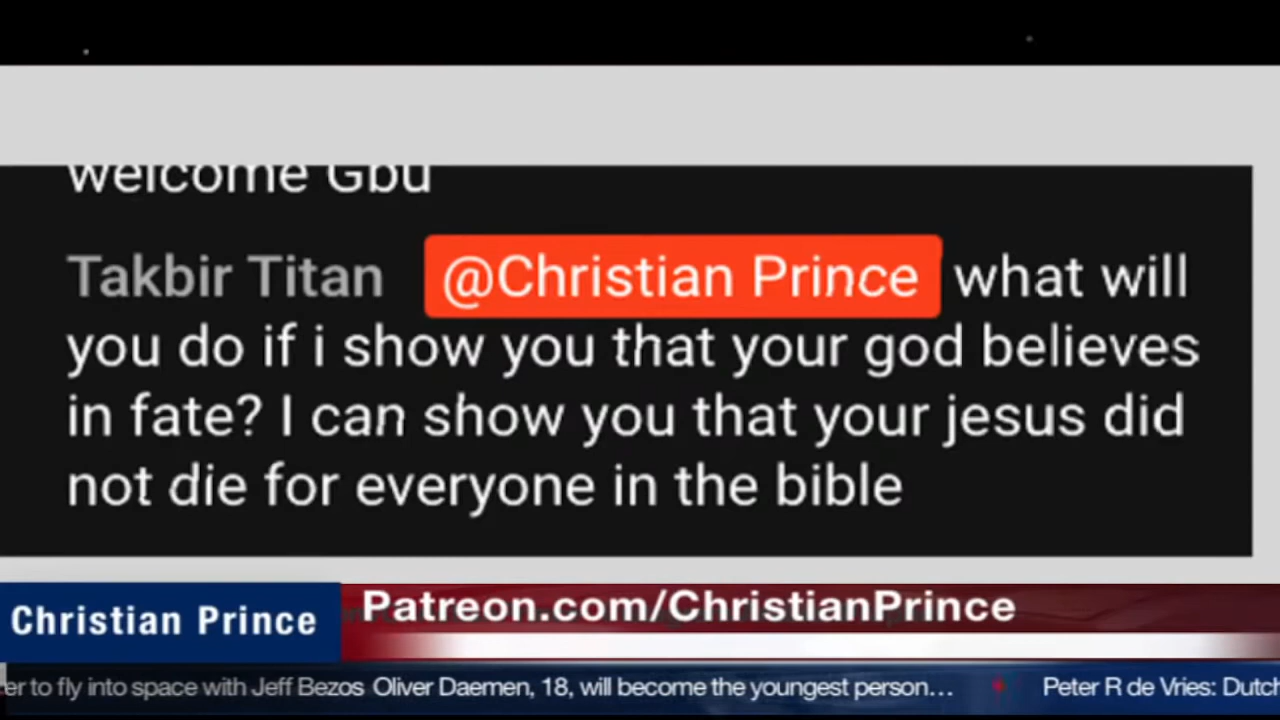 welcome Gbu
Takbir Titan @Christian Prince what will
you do if i show you that your god believes
in fate? I can show you that your jesus did
not die for everyone in the bible
Christian Prince
Patreon.com/ChristianPrince
er to fly into space with Jeff Bezos Oliver Daemen, 18, will become the youngest person… Peter R de Vries: Dutch